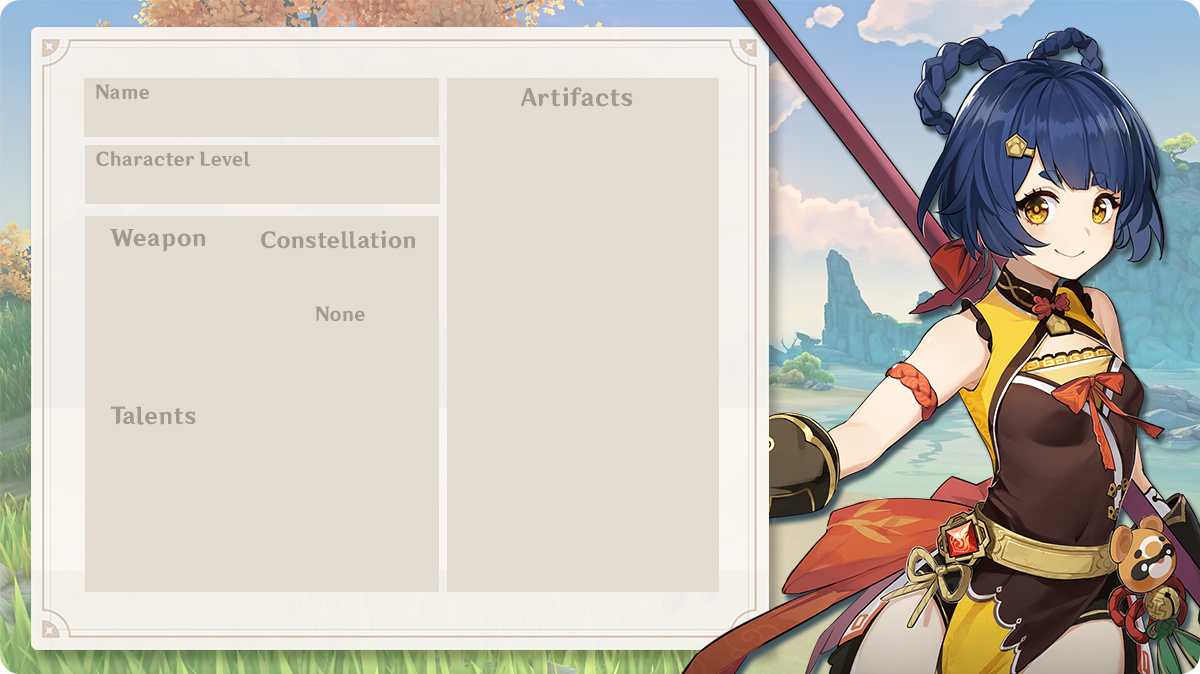 Name
Character Level
Weapon
Constellation
None
Talents
Artifacts